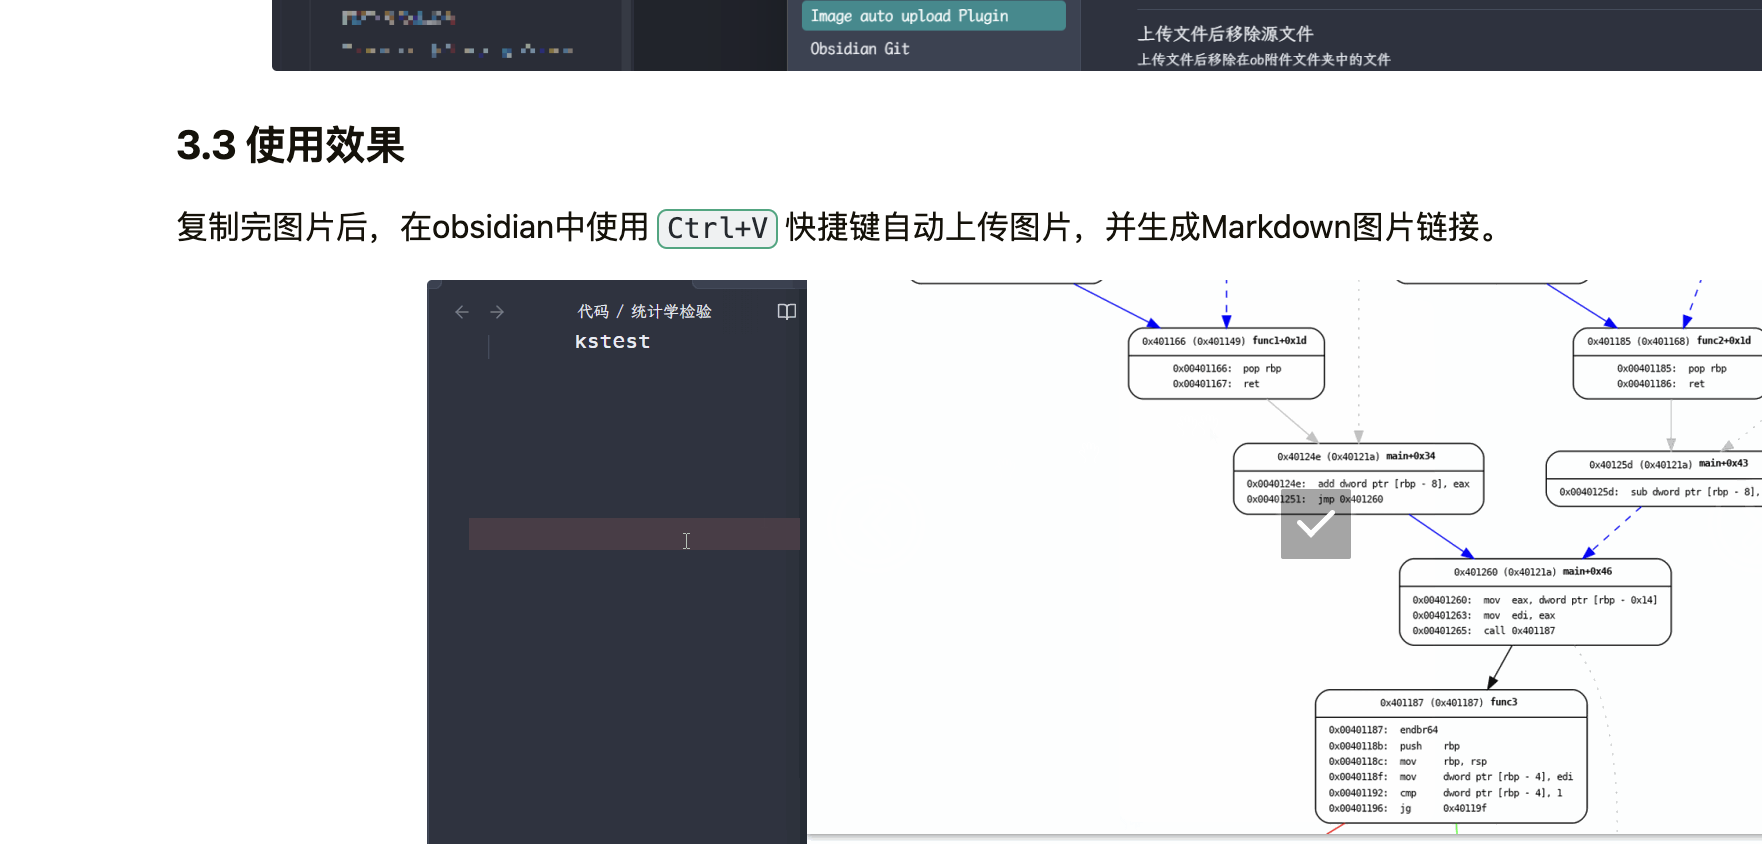 Image auto upload Plugin
Obsidian Git
上传文件后移除源文件
上传文件后移除在ob附件文件夹中的文件
3.3 使用效果
复制完图片后，在obsidian中使用 Ctrl+V 快捷键自动上传图片，并生成Markdown图片链接。
代码 / 统计学检验
kstest
0x401166 (0x401149) func1+0x1d
0x00401166: pop rbp
0x00401167: ret
0x401185 (0x401168) func2+0x1d
0x00401185: pop rbp
0x00401186: ret
0x40124e (0x40121a) main+0x34
0x0040124e: add dword ptr [rbp - 8], eax
0x00401251: jmp 0x401260
0x40125d (0x40121a) main+0x43
0x0040125d: sub dword ptr [rbp - 8],
0x401260 (0x40121a) main+0x46
0x00401260: mov eax, dword ptr [rbp - 0x14]
0x00401263: mov edi, eax
0x00401265: call 0x401187
0x401187 (0x401187) func3
0x00401187: endbr64
0x0040118b: push rbp
0x0040118c: mov rbp, rsp
0x0040118f: mov dword ptr [rbp - 4], edi
0x00401192: cmp dword ptr [rbp - 4], 1
0x00401196: jg 0x40119f